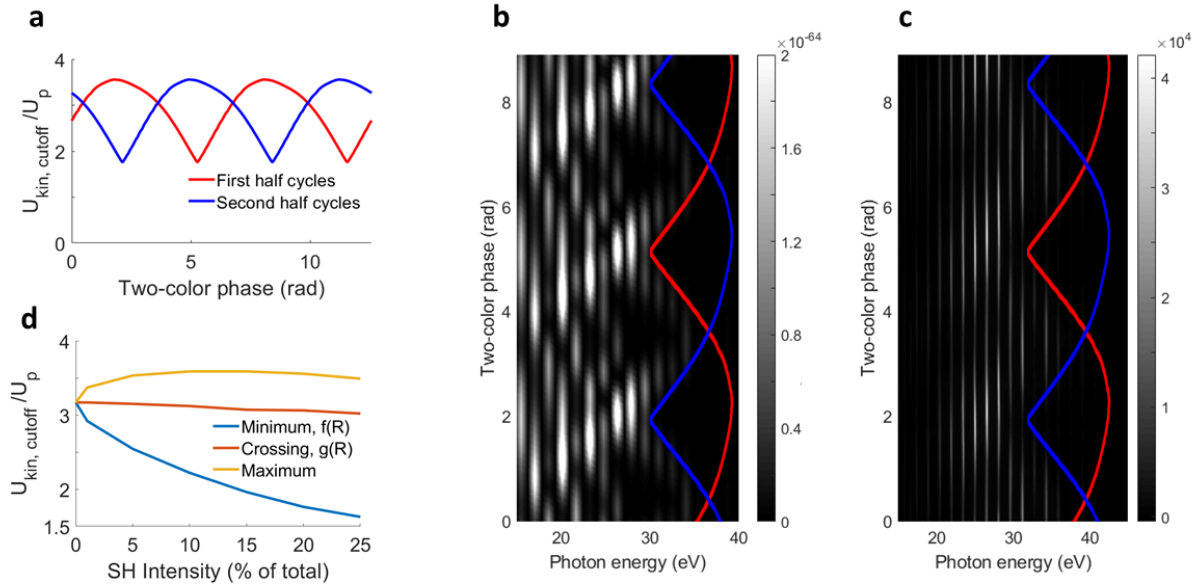 a
U_kin, cutoff /U_p
4
2
0
0
5
10
First half cycles
Second half cycles
Two-color phase (rad)
d
U_kin, cutoff /U_p
4
3
2
1.5
0
5
10
15
20
25
Minimum, f(R)
Crossing, g(R)
Maximum
SH Intensity (% of total)
b
Two-color phase (rad)
8
6
4
2
0
20
30
40
Photon energy (eV)
×10^-64
2
1.6
1.2
0.8
0.4
0
c
Two-color phase (rad)
8
6
4
2
0
20
30
40
Photon energy (eV)
×10^4
4
3
2
1
0